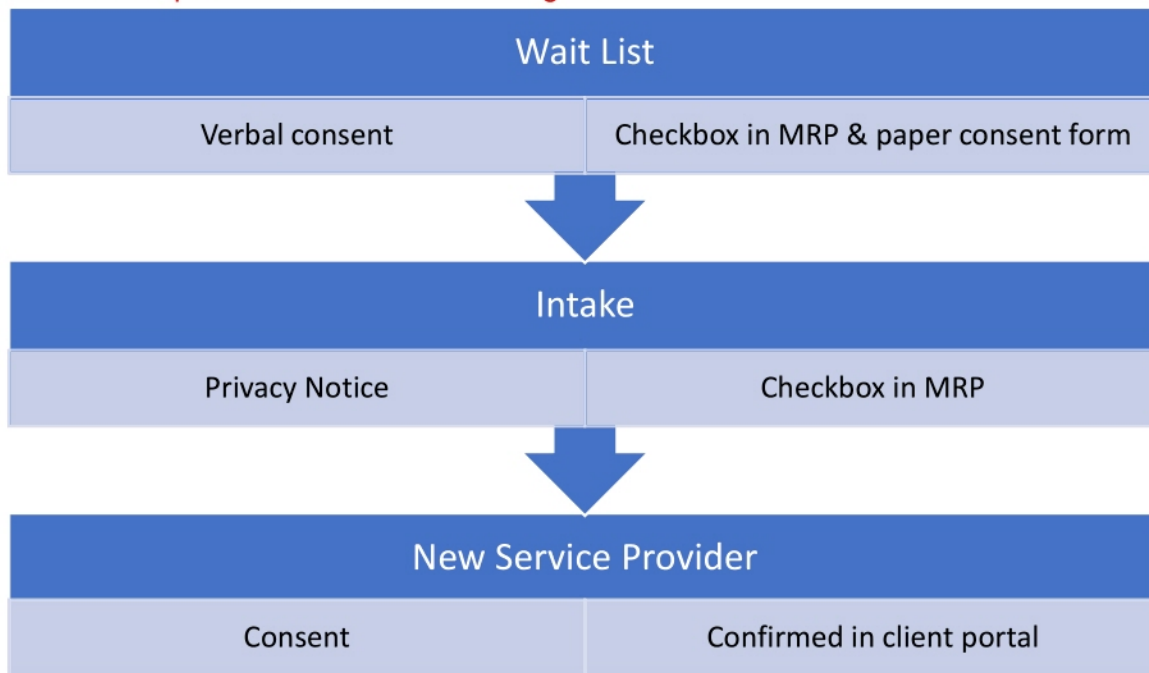 Wait List
Verbal consent
Checkbox in MRP & paper consent form
Intake
Privacy Notice
Checkbox in MRP
New Service Provider
Consent
Confirmed in client portal